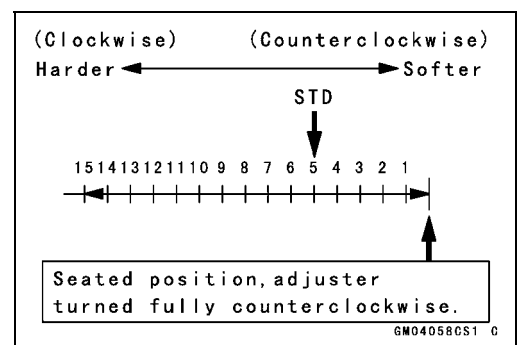 (Clockwise) (Counterclockwise)
Harder Softer
STD
15 14 13 12 11 10 9 8 7 6 5 4 3 2 1
Seated position,adjuster
turned fully counterclockwise.
GM04058CS1 C